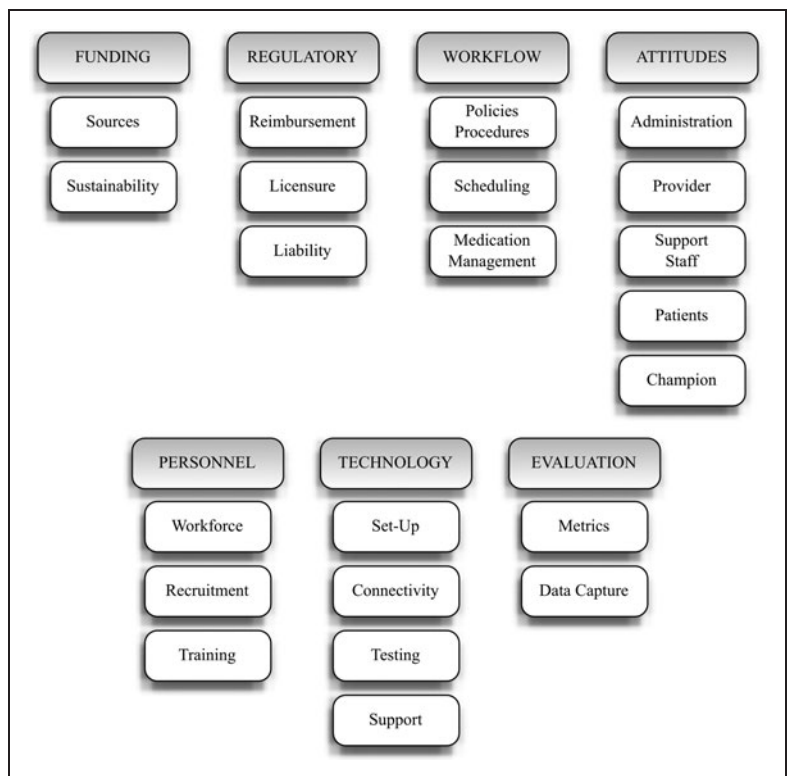 FUNDING
Sources
Sustainability
REGULATORY
Reimbursement
Licensure
Liability
WORKFLOW
Policies
Procedures
Scheduling
Medication
Management
ATTITUDES
Administration
Provider
Support
Staff
Patients
Champion
PERSONNEL
Workforce
Recruitment
Training
TECHNOLOGY
Set-Up
Connectivity
Testing
Support
EVALUATION
Metrics
Data Capture